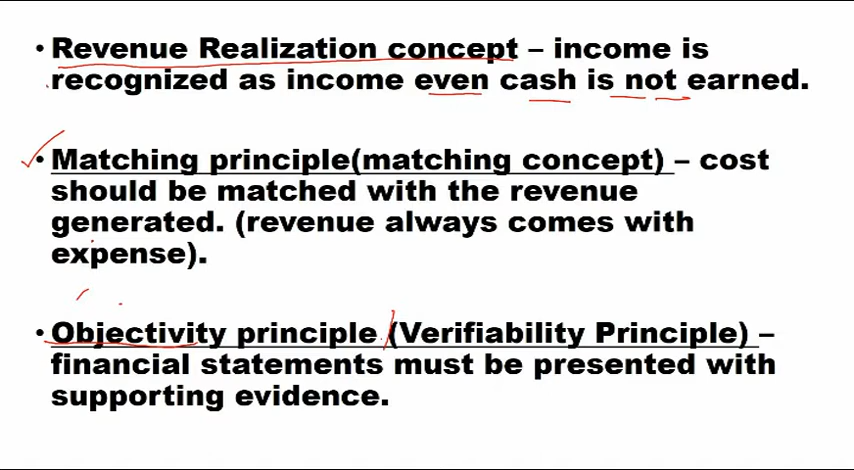 • Revenue Realization concept – income is
recognized as income even cash is not earned.
• Matching principle(matching concept) – cost
should be matched with the revenue
generated. (revenue always comes with
expense).
• Objectivity principle (Verifiability Principle) –
financial statements must be presented with
supporting evidence.